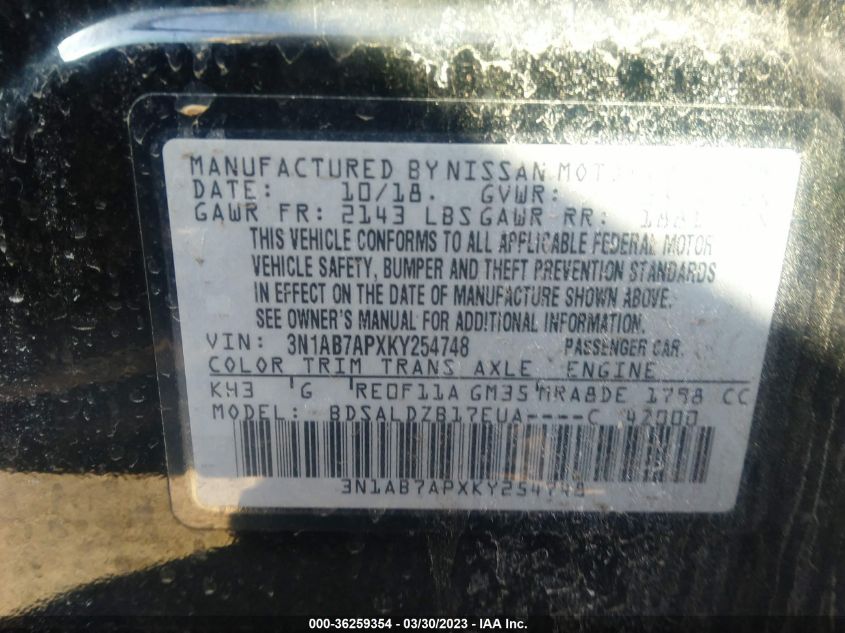 MANUFACTURED BY NISSAN
DATE: 10/18. GVWR:
GAWR FR: 2143 LBS GAWR RR: 1881
THIS VEHICLE CONFORMS TO ALL APPLICABLE FEDERAL MOTOR
VEHICLE SAFETY, BUMPER AND THEFT PREVENTION STANDARDS
IN EFFECT ON THE DATE OF MANUFACTURE SHOWN ABOVE.
SEE OWNER'S MANUAL FOR ADDITIONAL INFORMATION.
VIN: 3N1AB7APXKY254748 PASSENGER CAR.
COLOR TRIM TRANS AXLE ENGINE
KH3 G RE0F11A GM35 MRA8DE 1798 CC
MODEL: BDSALDZB17EUA----C 42000
3N1AB7APXKY254748
000-36259354 — 03/30/2023 — IAA Inc.